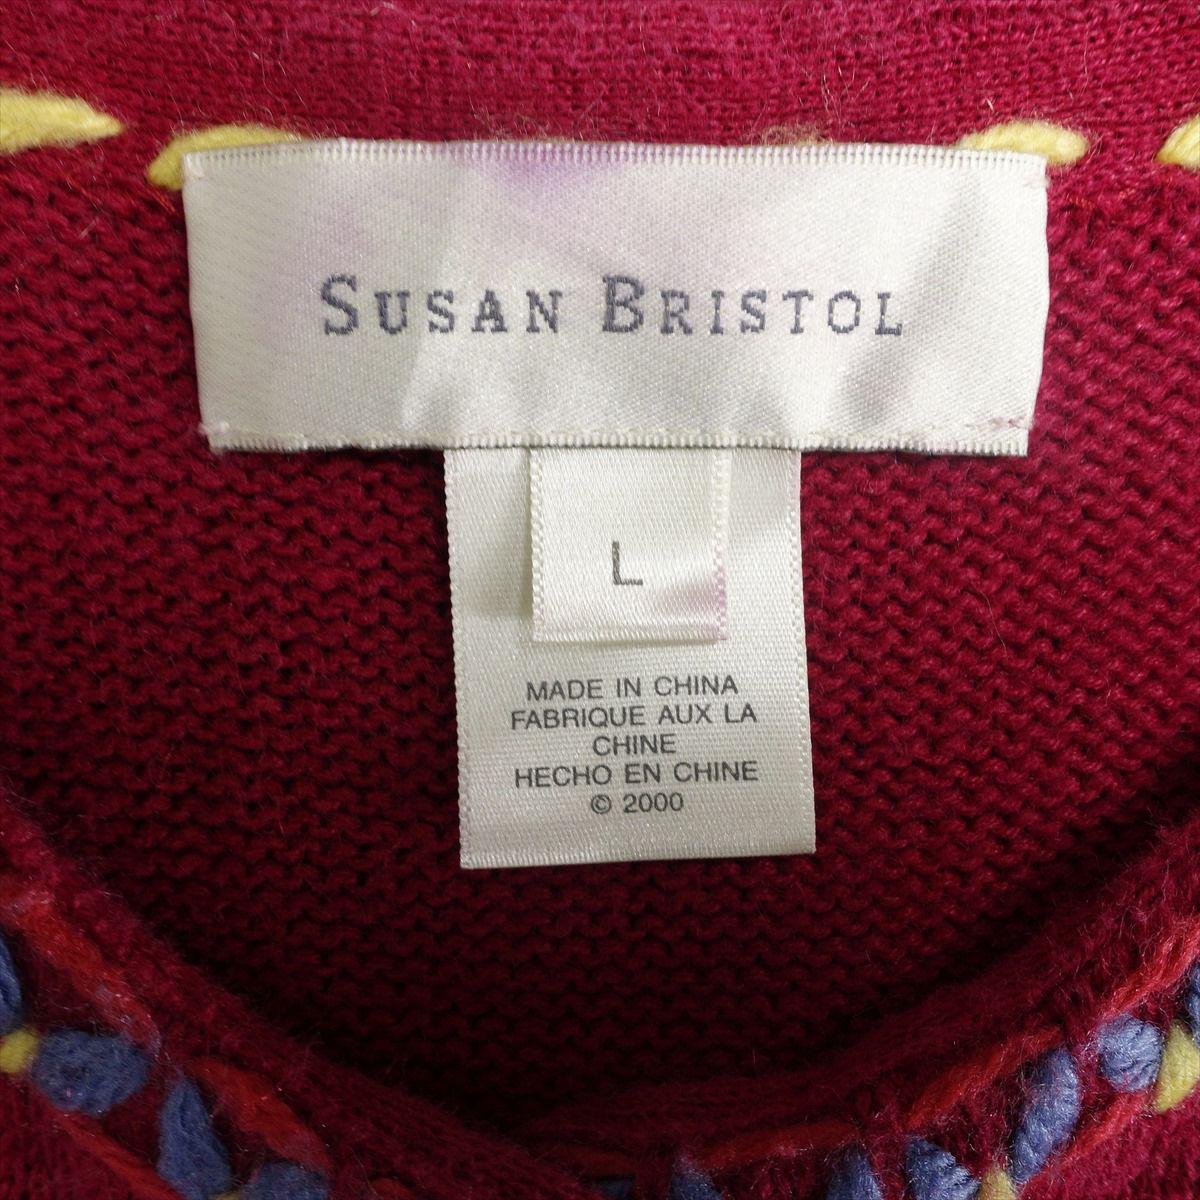 SUSAN BRISTOL
L
MADE IN CHINA
FABRIQUE AUX LA
CHINE
HECHO EN CHINE
© 2000